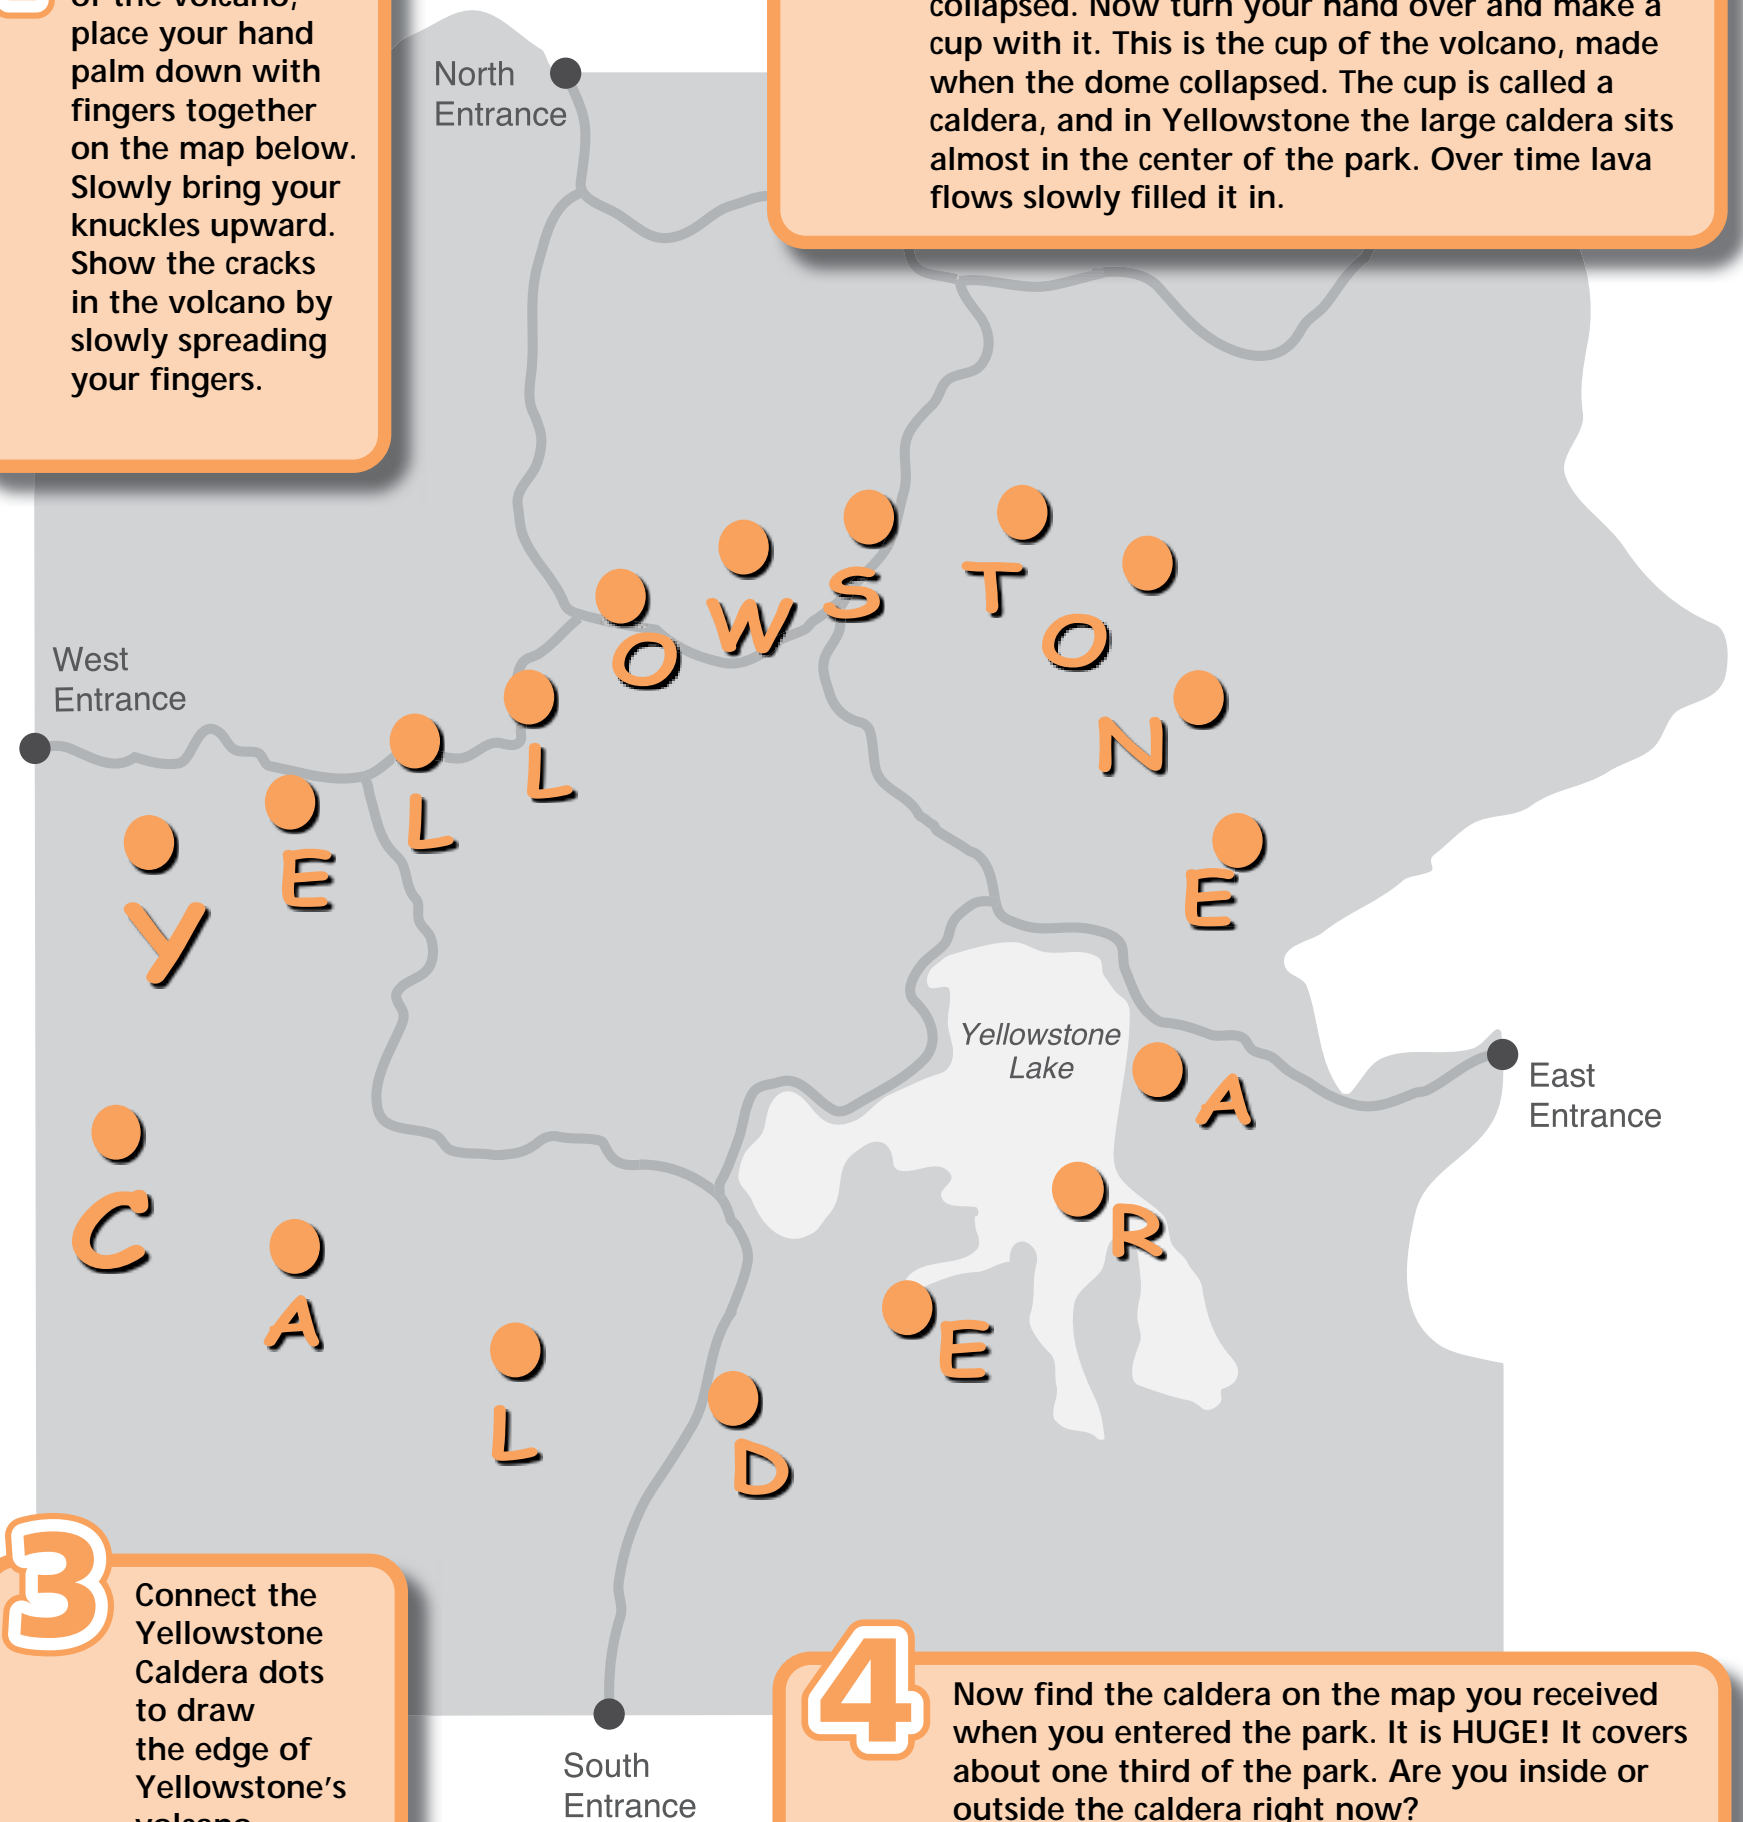 of the volcano,
place your hand
palm down with
fingers together
on the map below.
Slowly bring your
knuckles upward.
Show the cracks
in the volcano by
slowly spreading
your fingers.
collapsed. Now turn your hand over and make a
cup with it. This is the cup of the volcano, made
when the dome collapsed. The cup is called a
caldera, and in Yellowstone the large caldera sits
almost in the center of the park. Over time lava
flows slowly filled it in.
North
Entrance
West
Entrance
Y E L L O W S T O N E
Yellowstone
Lake
East
Entrance
C A L D E R A
3
Connect the
Yellowstone
Caldera dots
to draw
the edge of
Yellowstone's
volcano
South
Entrance
4
Now find the caldera on the map you received
when you entered the park. It is HUGE! It covers
about one third of the park. Are you inside or
outside the caldera right now?